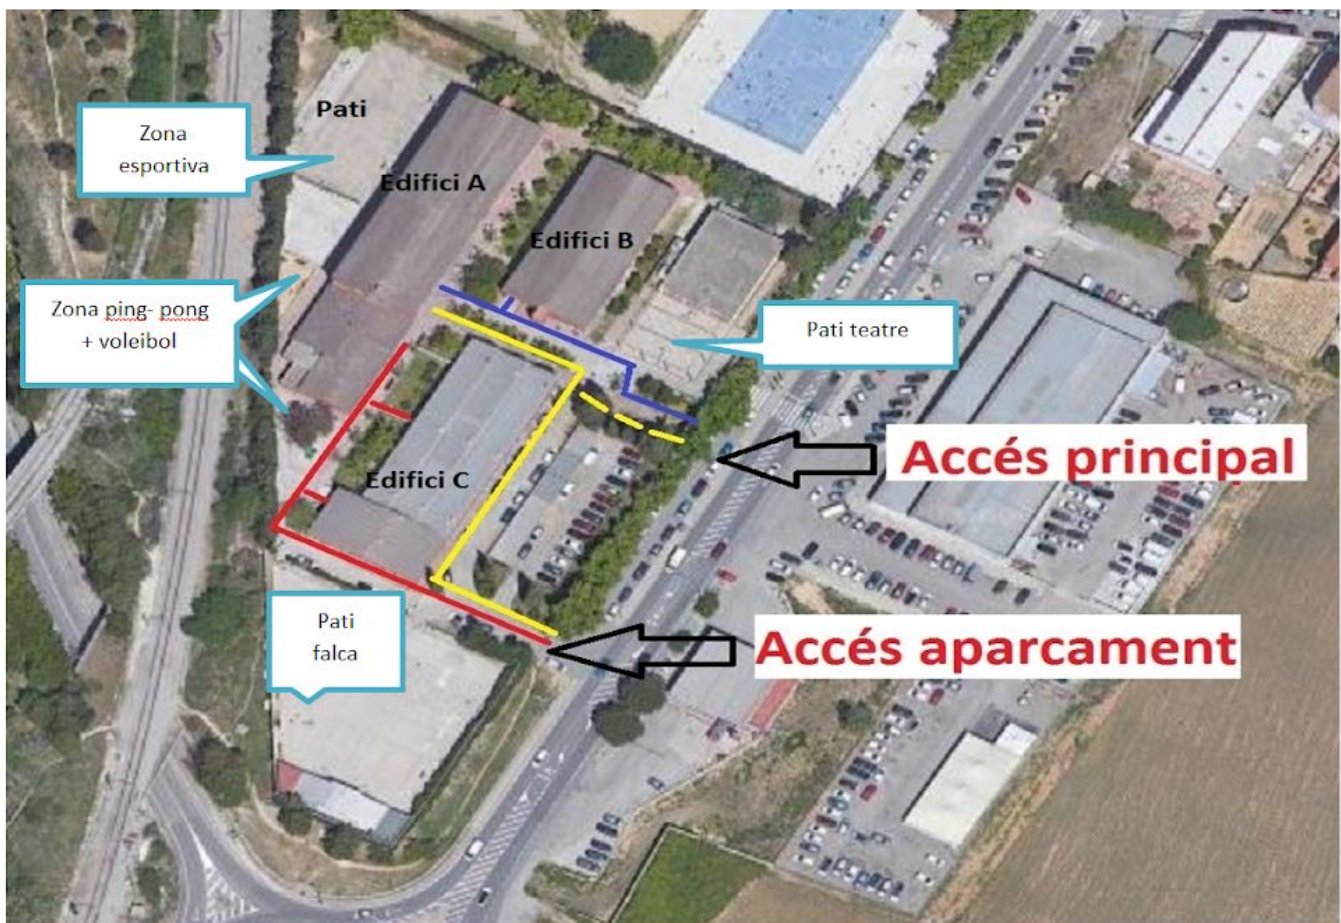 Pati
Zona
esportiva
Edifici A
Edifici B
Zona ping- pong
+ voleibol
Pati teatre
Accés principal
Edifici C
Pati
falca
Accés aparcament